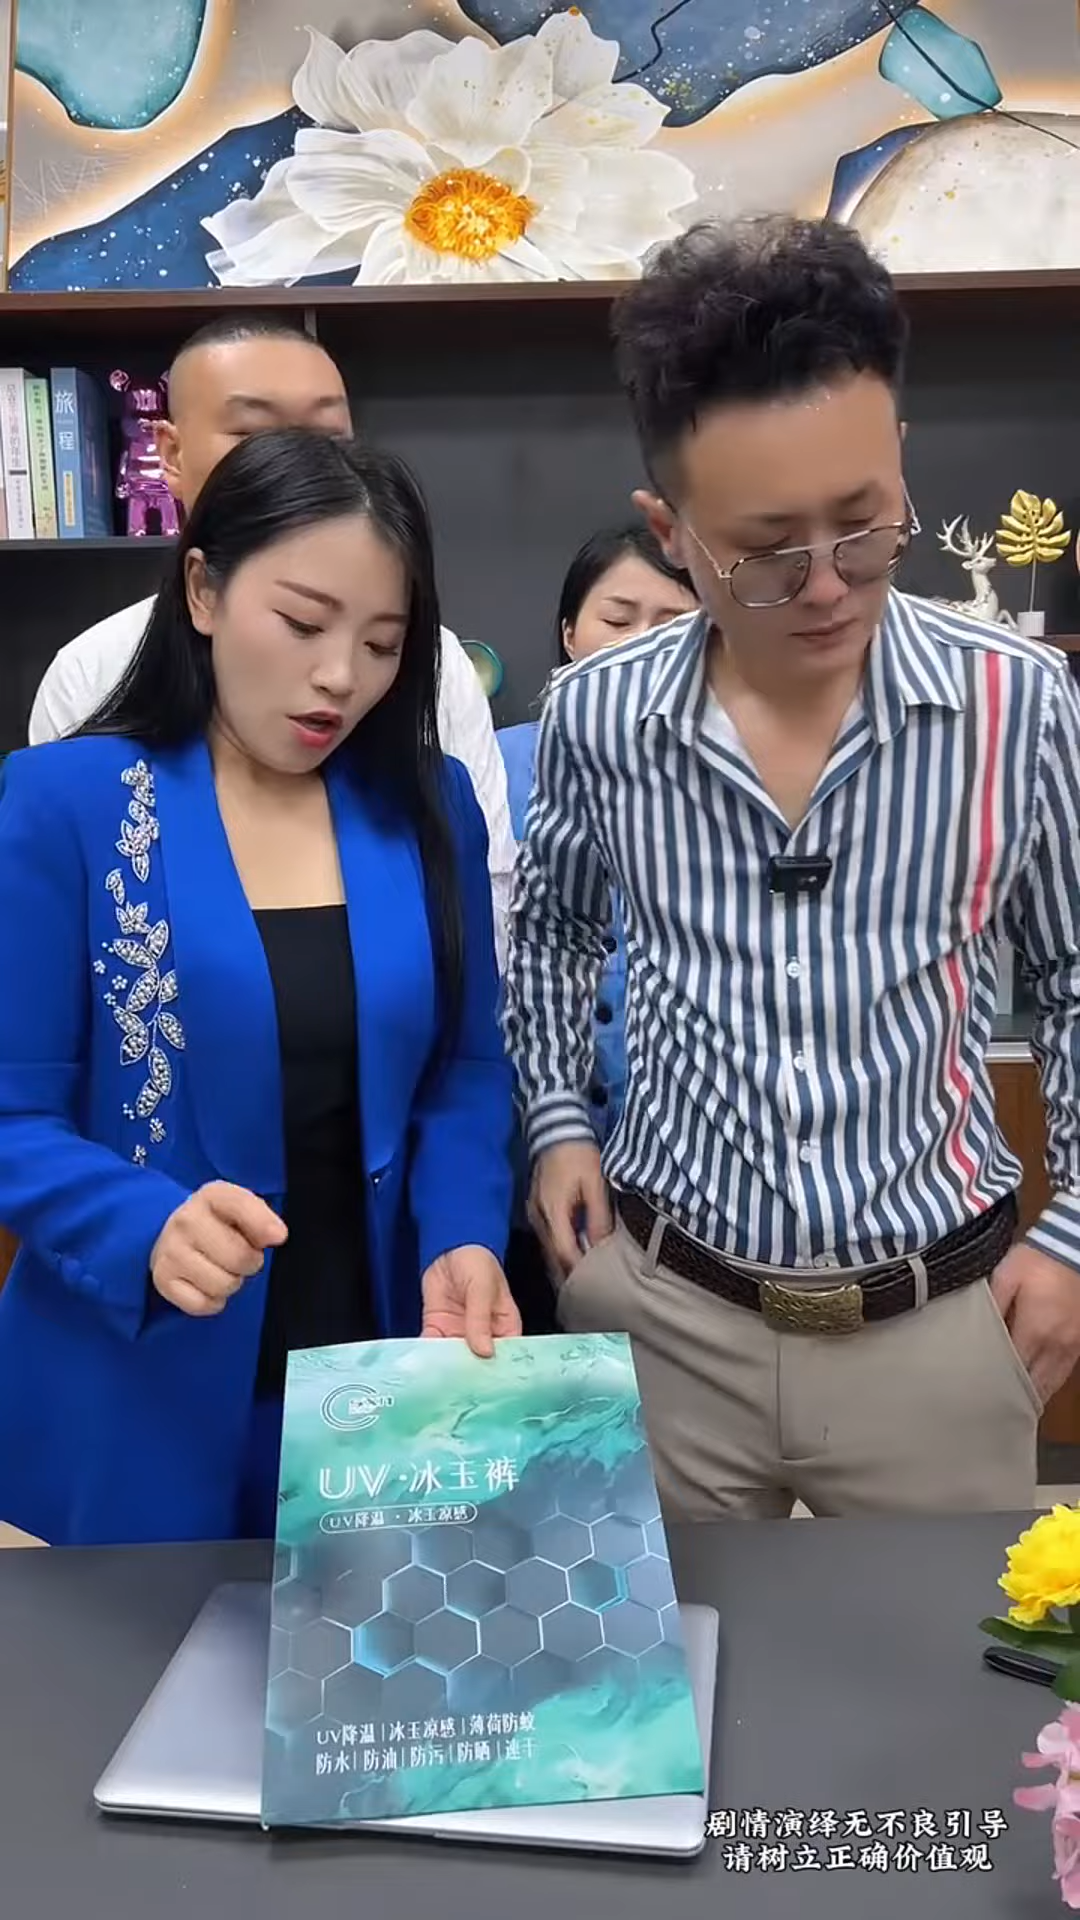 旅程
UV·冰玉裤
UV降温 · 冰玉凉感
UV降温|冰玉凉感|薄荷防蚊
防水|防油|防污|防晒|速干
剧情演绎无不良引导
请树立正确价值观